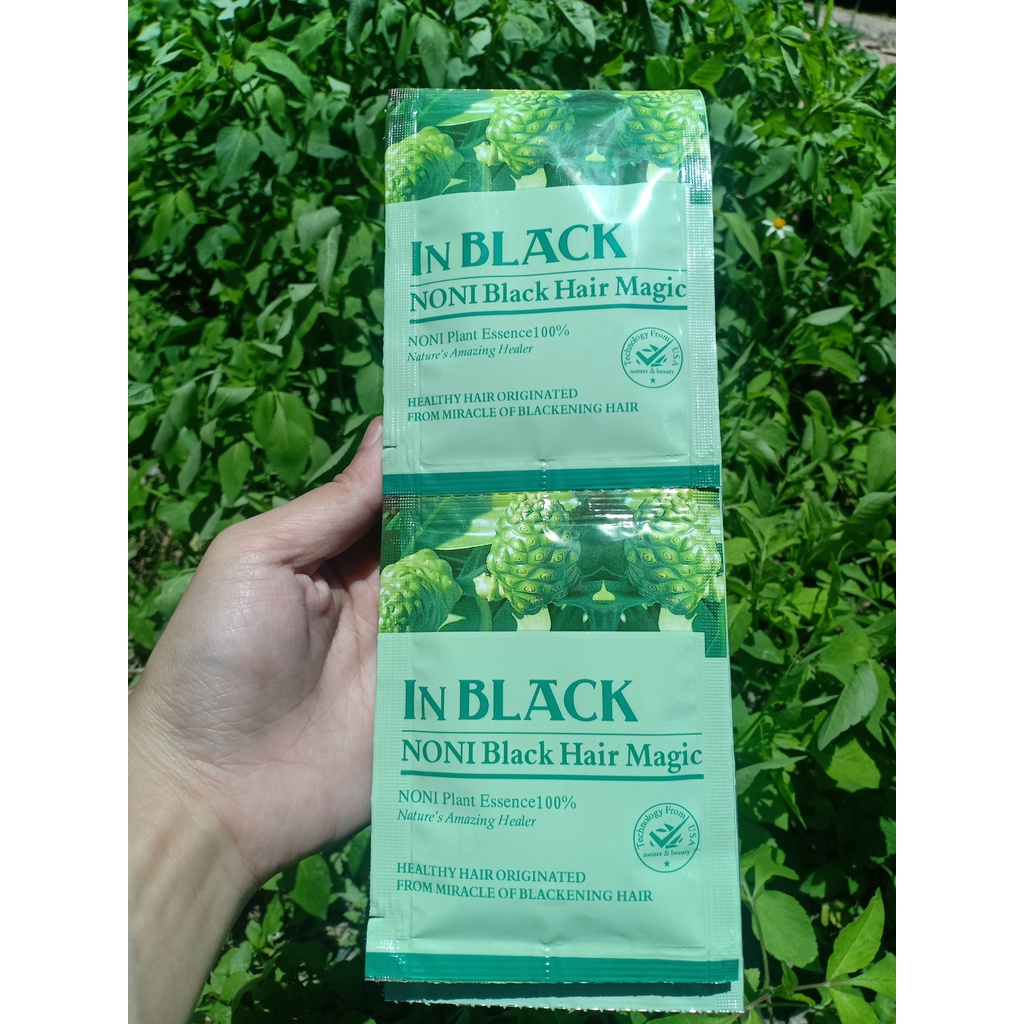 IN BLACK
NONI Black Hair Magic
NONI Plant Essence100%
Nature's Amazing Healer
Technology From USA
nature & beauty
HEALTHY HAIR ORIGINATED
FROM MIRACLE OF BLACKENING HAIR
IN BLACK
NONI Black Hair Magic
NONI Plant Essence100%
Nature's Amazing Healer
Technology From USA
nature & beauty
HEALTHY HAIR ORIGINATED
FROM MIRACLE OF BLACKENING HAIR